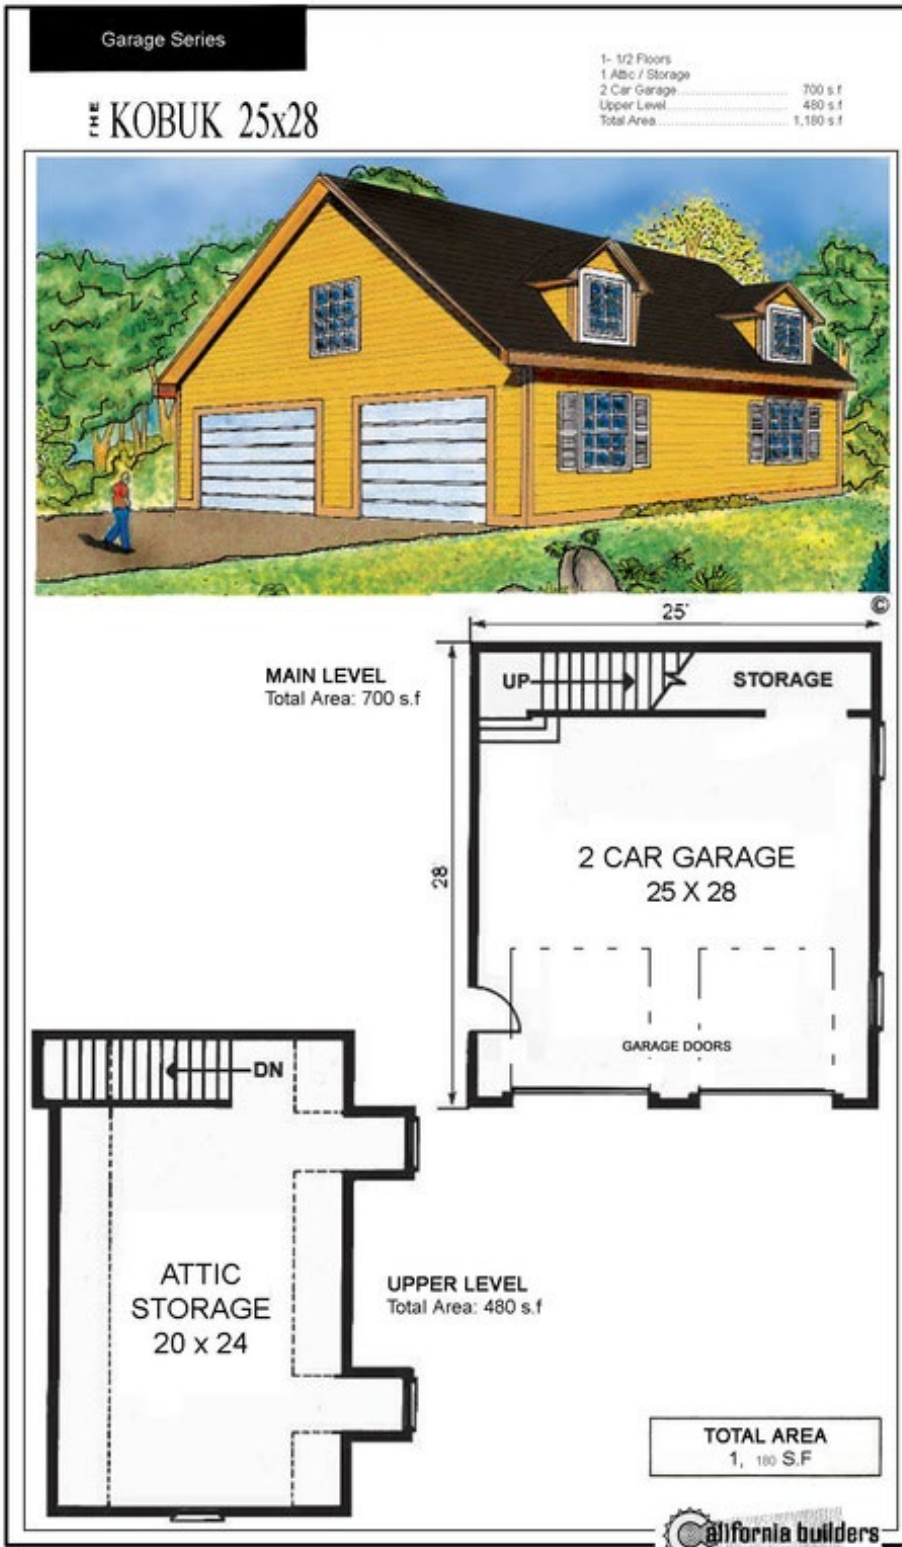 Garage Series
THE KOBUK 25x28
1- 1/2 Floors
1 Attic / Storage
2 Car Garage.................... 700 s.f
Upper Level.................... 480 s.f
Total Area.................... 1,180 s.f
©
25'
MAIN LEVEL
Total Area: 700 s.f
UP
STORAGE
28'
2 CAR GARAGE
25 X 28
GARAGE DOORS
DN
ATTIC
STORAGE
20 x 24
UPPER LEVEL
Total Area: 480 s.f
TOTAL AREA
1, 180 S.F
California builders